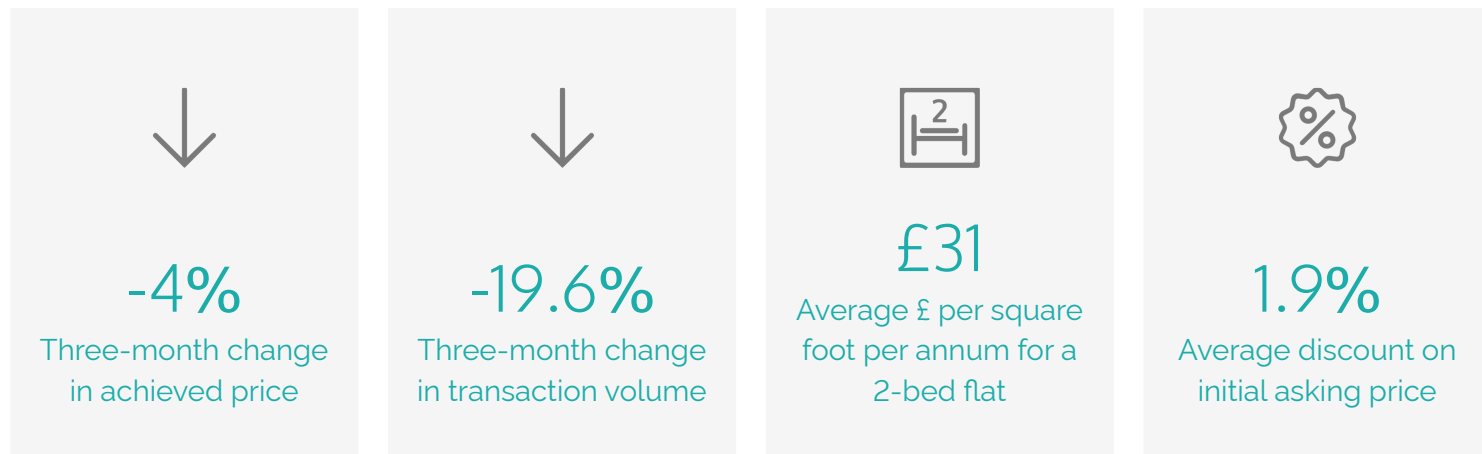 -4%
Three-month change
in achieved price
-19.6%
Three-month change
in transaction volume
2
£31
Average £ per square
foot per annum for a
2-bed flat
1.9%
Average discount on
initial asking price